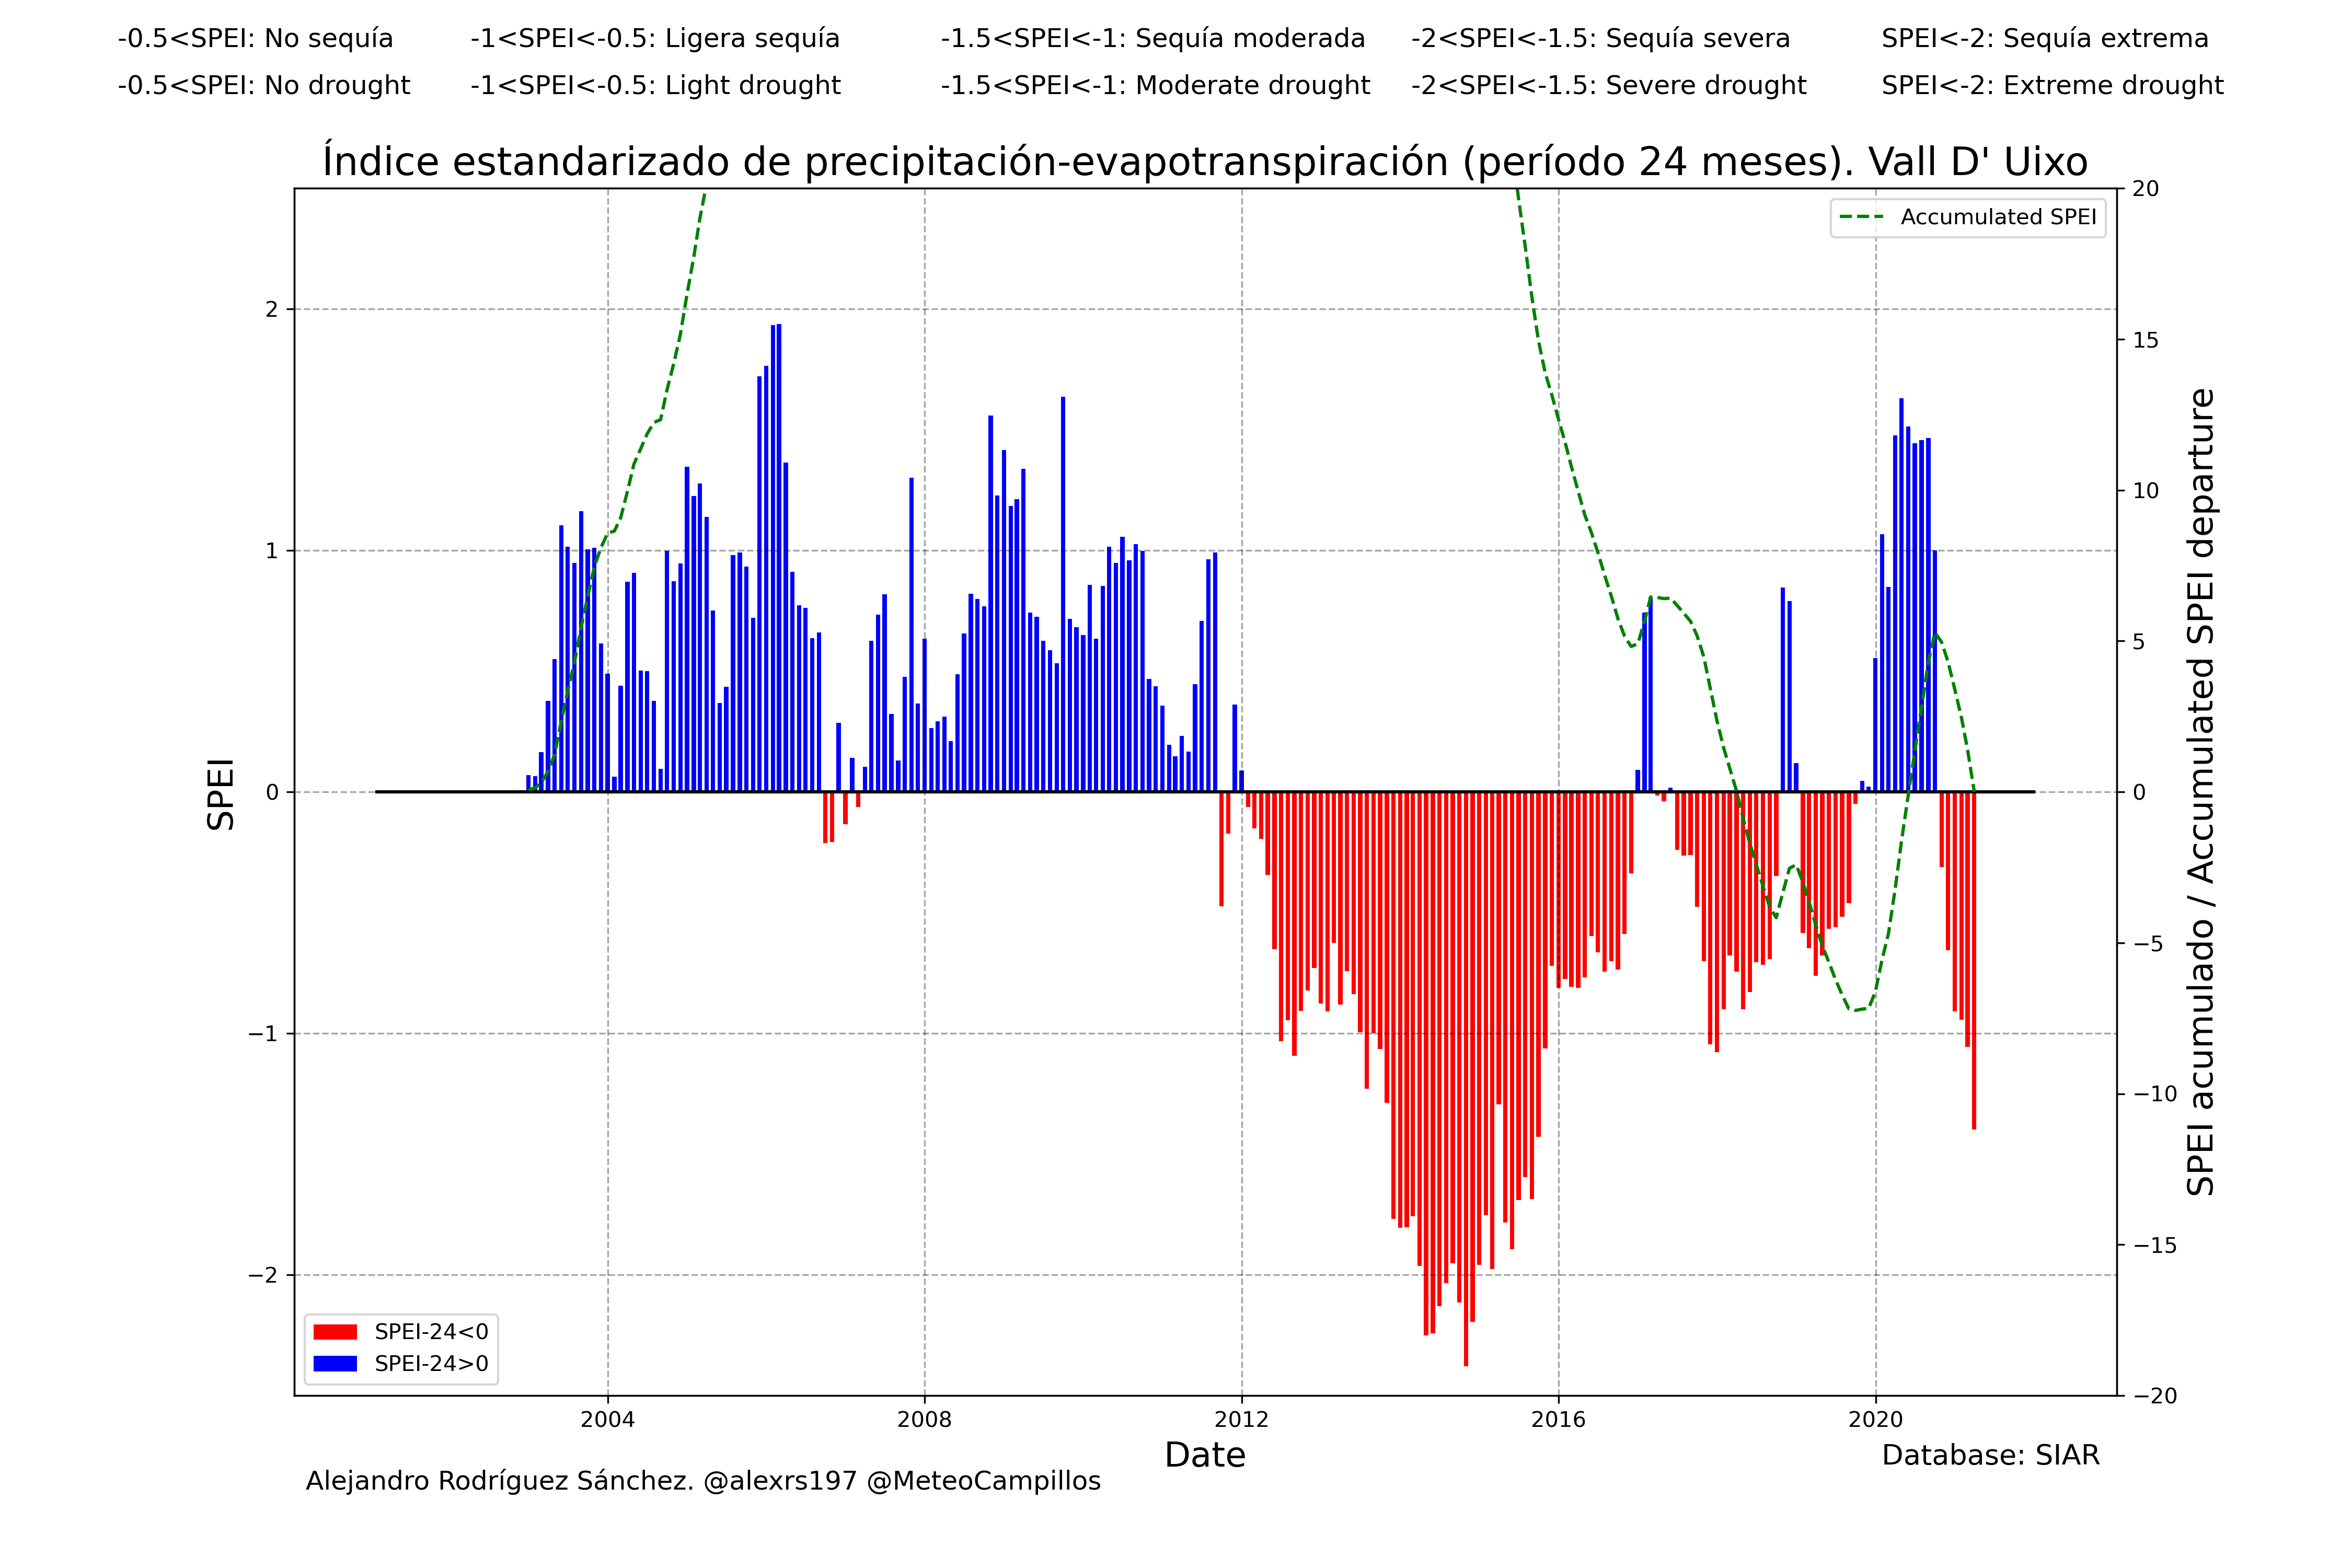 -0.5<SPEI: No sequía -1<SPEI<-0.5: Ligera sequía -1.5<SPEI<-1: Sequía moderada -2<SPEI<-1.5: Sequía severa SPEI<-2: Sequía extrema
-0.5<SPEI: No drought -1<SPEI<-0.5: Light drought -1.5<SPEI<-1: Moderate drought -2<SPEI<-1.5: Severe drought SPEI<-2: Extreme drought
Índice estandarizado de precipitación-evapotranspiración (período 24 meses). Vall D' Uixo
SPEI
2
1
0
−1
−2
Accumulated SPEI
20
15
10
5
0
−5
−10
−15
−20
SPEI acumulado / Accumulated SPEI departure
SPEI-24<0
SPEI-24>0
2004 2008 2012 2016 2020
Date
Database: SIAR
Alejandro Rodríguez Sánchez. @alexrs197 @MeteoCampillos